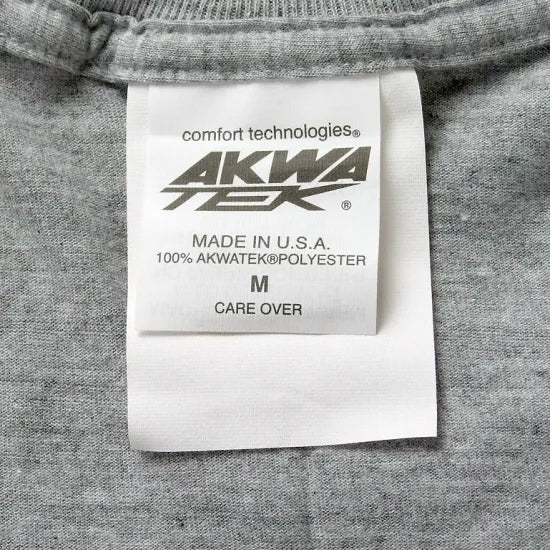 comfort technologies®
AKWA
TEK®
MADE IN U.S.A.
100% AKWATEK®POLYESTER
M
CARE OVER